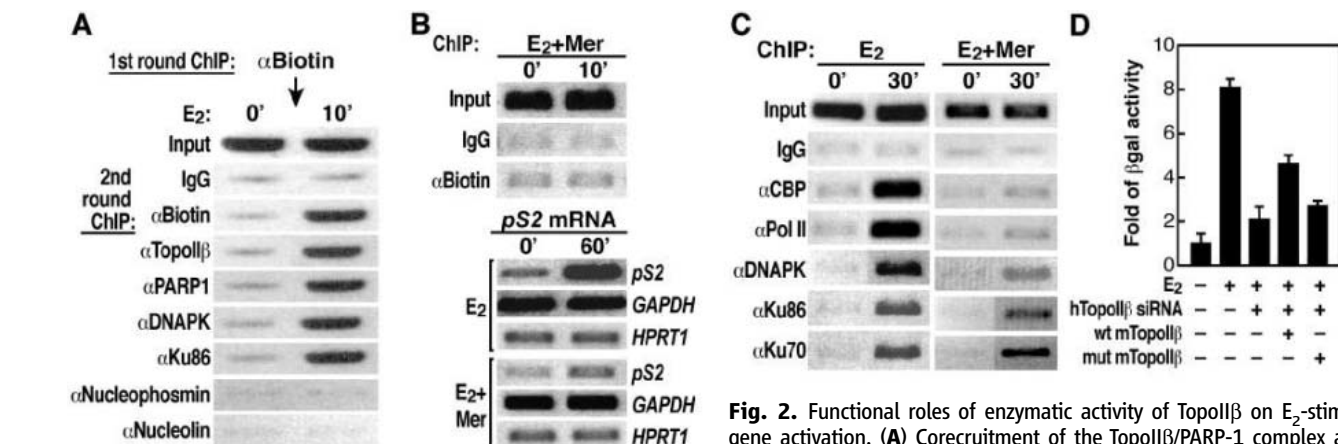 A
1st round ChIP: αBiotin
E₂: 0' 10'
Input
2nd round ChIP:
IgG
αBiotin
αTopoIIβ
αPARP1
αDNAPK
αKu86
αNucleophosmin
αNucleolin
B
ChIP: E₂+Mer
0' 10'
Input
IgG
αBiotin
pS2 mRNA
0' 60'
E₂
pS2
GAPDH
HPRT1
E₂+
Mer
pS2
GAPDH
HPRT1
C
ChIP: E₂ E₂+Mer
0' 30' 0' 30'
Input
IgG
αCBP
αPol II
αDNAPK
αKu86
αKu70
D
Fold of βgal activity
10
8
6
4
2
0
E₂ – + + + +
hTopoIIβ siRNA – – + + +
wt mTopoIIβ – – – + –
mut mTopoIIβ – – – – +
Fig. 2. Functional roles of enzymatic activity of TopoIIβ on E₂-stim
gene activation. (A) Corecruitment of the TopoIIβ/PARP-1 complex